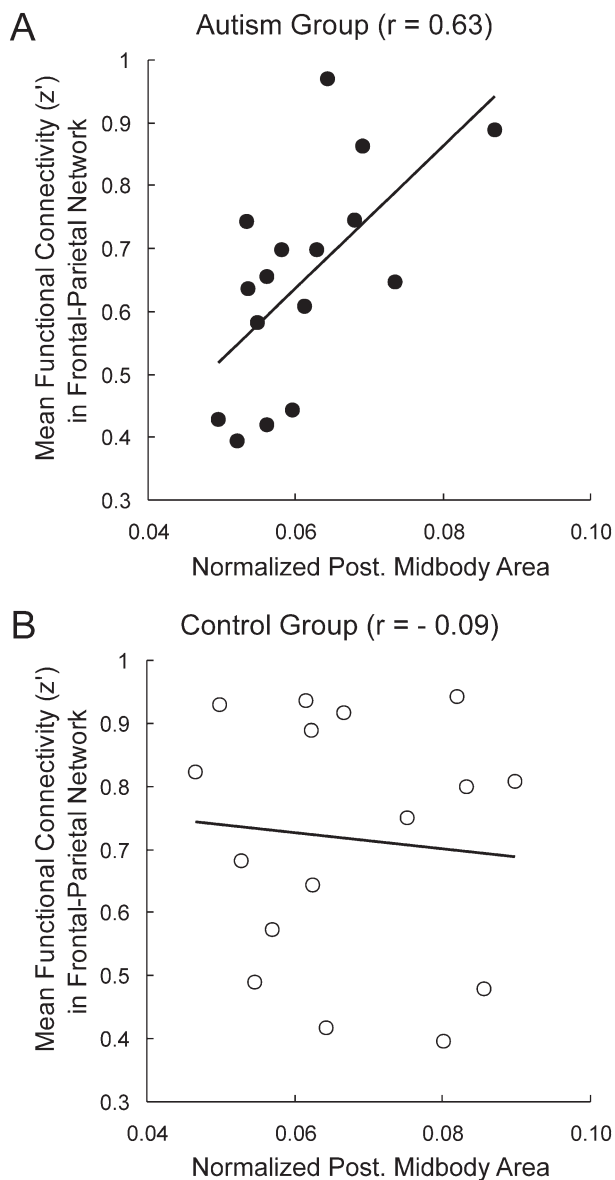 A
Autism Group (r = 0.63)
Mean Functional Connectivity (z')
in Frontal-Parietal Network
1
0.9
0.8
0.7
0.6
0.5
0.4
0.3
0.04
0.06
0.08
0.10
Normalized Post. Midbody Area
B
Control Group (r = - 0.09)
Mean Functional Connectivity (z')
in Frontal-Parietal Network
1
0.9
0.8
0.7
0.6
0.5
0.4
0.3
0.04
0.06
0.08
0.10
Normalized Post. Midbody Area